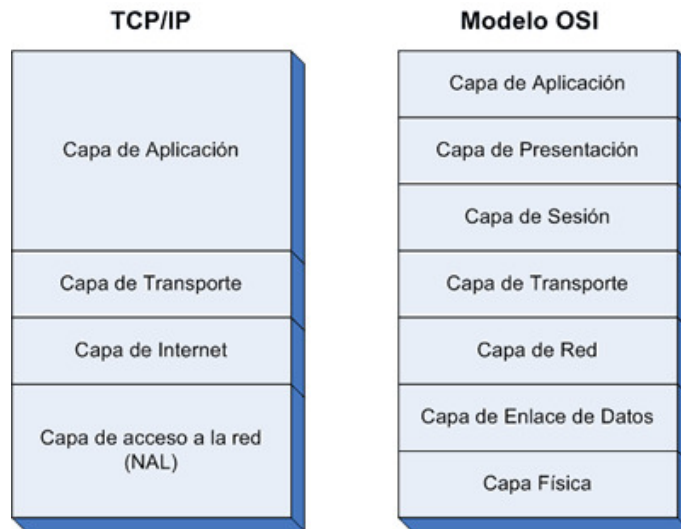 TCP/IP
Capa de Aplicación
Capa de Transporte
Capa de Internet
Capa de acceso a la red
(NAL)
Modelo OSI
Capa de Aplicación
Capa de Presentación
Capa de Sesión
Capa de Transporte
Capa de Red
Capa de Enlace de Datos
Capa Física